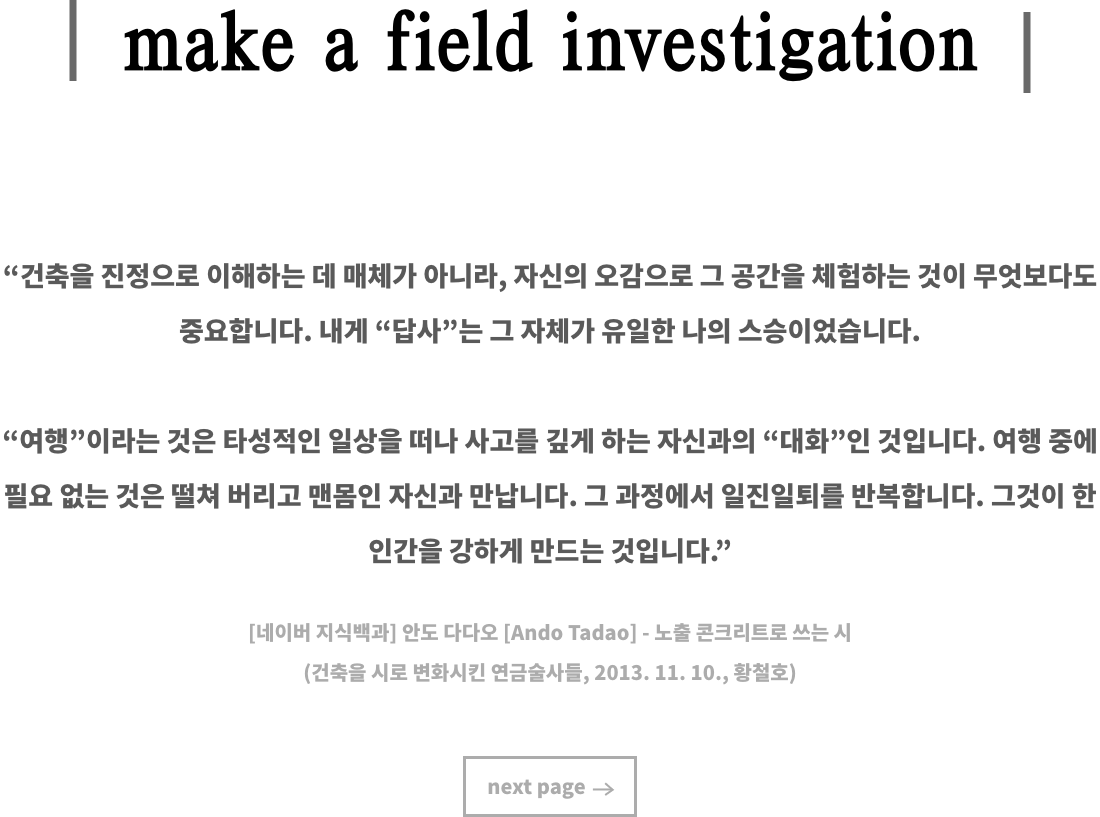 make a field investigation
“건축을 진정으로 이해하는 데 매체가 아니라, 자신의 오감으로 그 공간을 체험하는 것이 무엇보다도
중요합니다. 내게 “답사”는 그 자체가 유일한 나의 스승이었습니다.
“여행”이라는 것은 타성적인 일상을 떠나 사고를 깊게 하는 자신과의 “대화”인 것입니다. 여행 중에
필요 없는 것은 떨쳐 버리고 맨몸인 자신과 만납니다. 그 과정에서 일진일퇴를 반복합니다. 그것이 한
인간을 강하게 만드는 것입니다.”
[네이버 지식백과] 안도 다다오 [Ando Tadao] - 노출 콘크리트로 쓰는 시
(건축을 시로 변화시킨 연금술사들, 2013. 11. 10., 황철호)
next page →